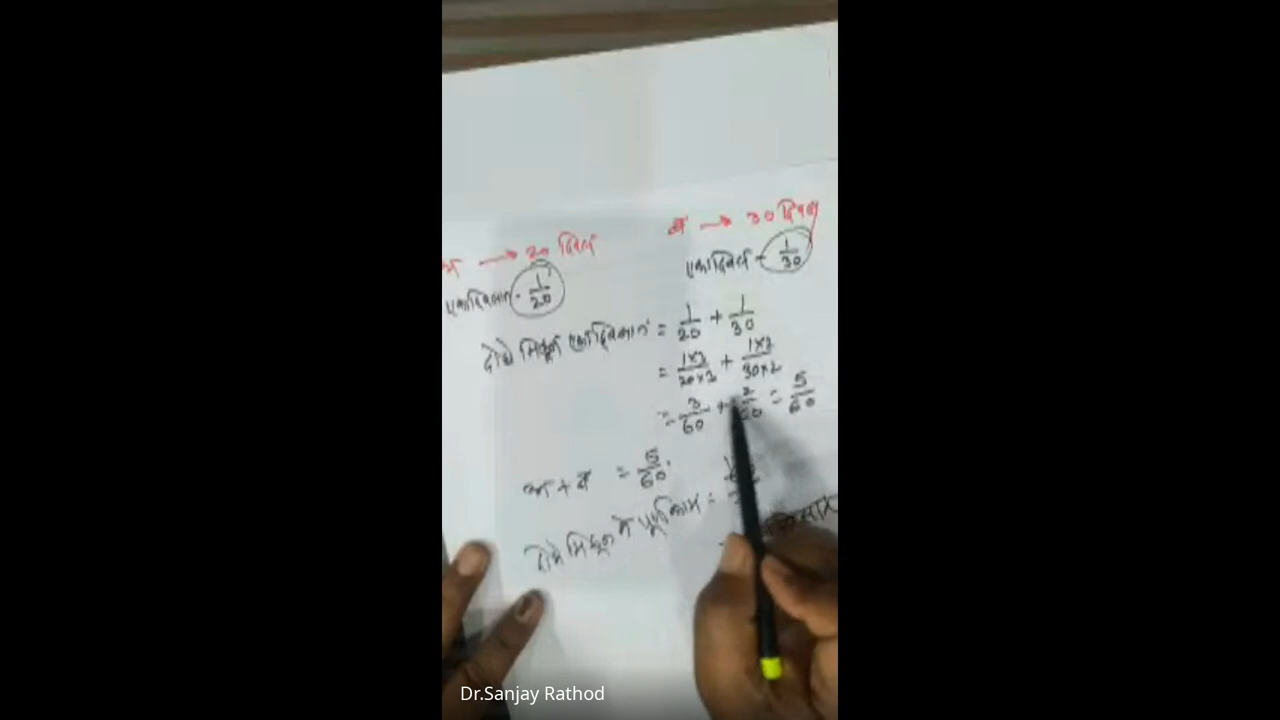 अ → 20 दिवस
ब → 30 दिवस
एकादिवसात = 1/20
एकादिवसात = 1/30
दोघे मिळून एकादिवसात = 1/20 + 1/30
= 1×3/20×3 + 1×2/30×2
= 3/60 + 2/60 = 5/60
अ + ब = 5/60
दोघे मिळून ते पूर्ण काम =
Dr.Sanjay Rathod